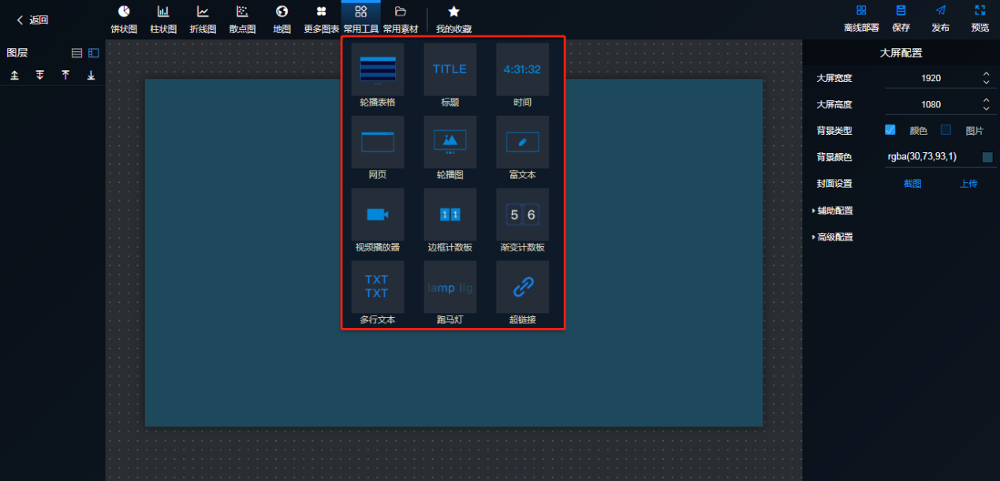 返回
饼状图 柱状图 折线图 散点图 地图 更多图表 常用工具 常用素材 我的收藏
离线部署 保存 发布 预览
图层
TITLE 4:31:32
轮播表格 标题 时间
网页 轮播图 富文本
1 1 5 6
视频播放器 边框计数板 渐变计数板
TXT
TXT
lamp lig
多行文本 跑马灯 超链接
大屏配置
大屏宽度 1920
大屏高度 1080
背景类型 颜色 图片
背景颜色 rgba(30,73,93,1)
封面设置 截图 上传
辅助配置
高级配置